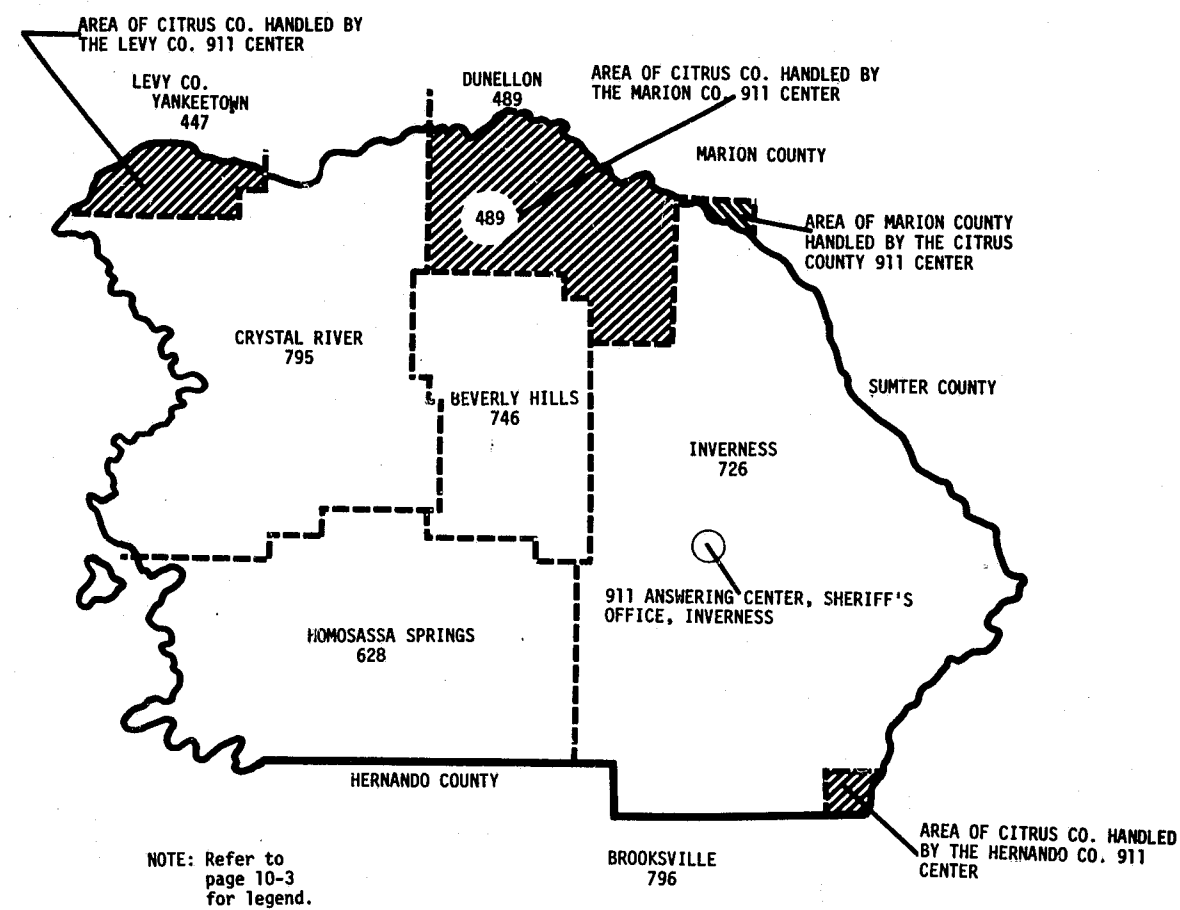 AREA OF CITRUS CO. HANDLED BY
THE LEVY CO. 911 CENTER
LEVY CO.
YANKEETOWN
447
DUNELLON
489
AREA OF CITRUS CO. HANDLED BY
THE MARION CO. 911 CENTER
MARION COUNTY
489
AREA OF MARION COUNTY
HANDLED BY THE CITRUS
COUNTY 911 CENTER
CRYSTAL RIVER
795
BEVERLY HILLS
746
SUMTER COUNTY
INVERNESS
726
911 ANSWERING CENTER, SHERIFF'S
OFFICE, INVERNESS
HOMOSASSA SPRINGS
628
HERNANDO COUNTY
AREA OF CITRUS CO. HANDLED
BY THE HERNANDO CO. 911
CENTER
BROOKSVILLE
796
NOTE: Refer to
page 10-3
for legend.